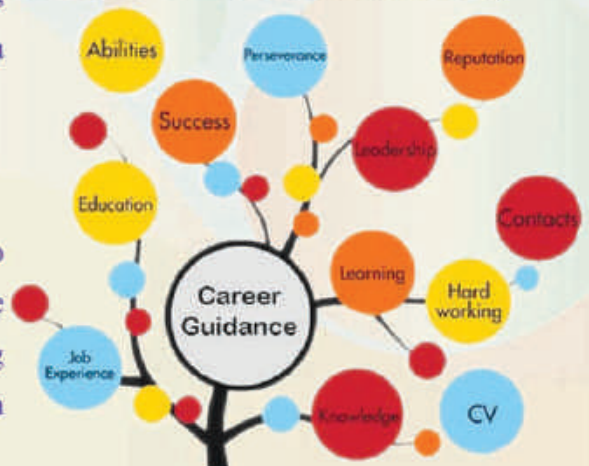 Abilities
Perseverance
Reputation
Success
Leadership
Education
Contacts
Learning
Career
Guidance
Hard
working
Job
Experience
Knowledge
CV